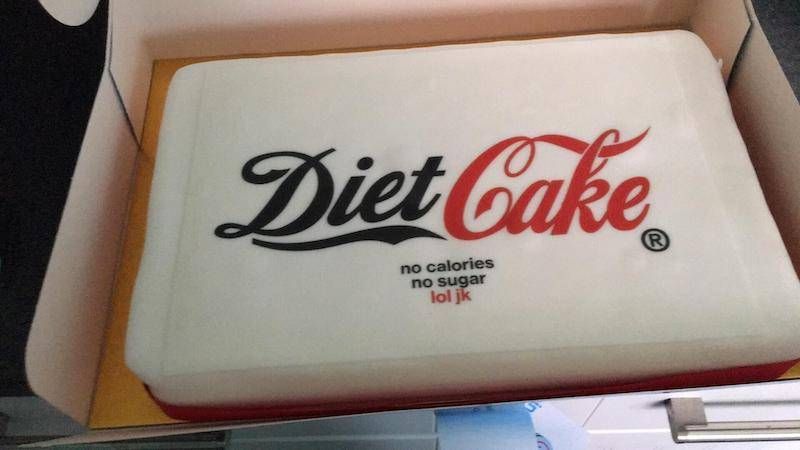 Diet Cake ®
no calories
no sugar
lol jk